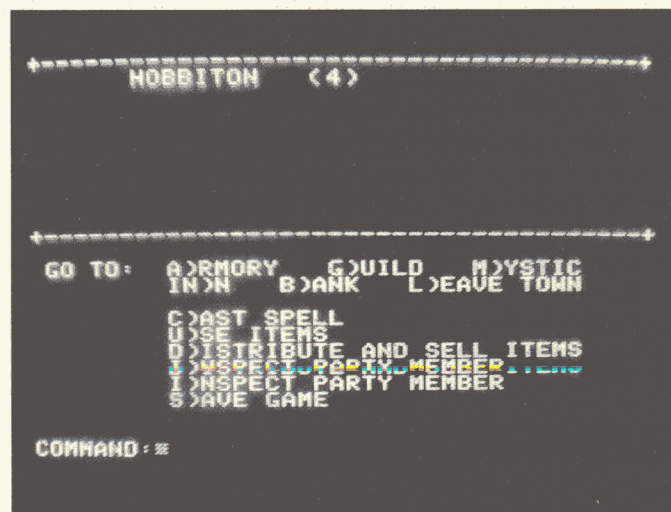 HOBBITON <4>
GO TO: A)RMORY G)UILD M)YSTIC
IN)N B)ANK L)EAVE TOWN
C)AST SPELL
U)SE ITEMS
D)ISTRIBUTE AND SELL ITEMS
I)NSPECT PARTY MEMBER
S)AVE GAME
COMMAND: